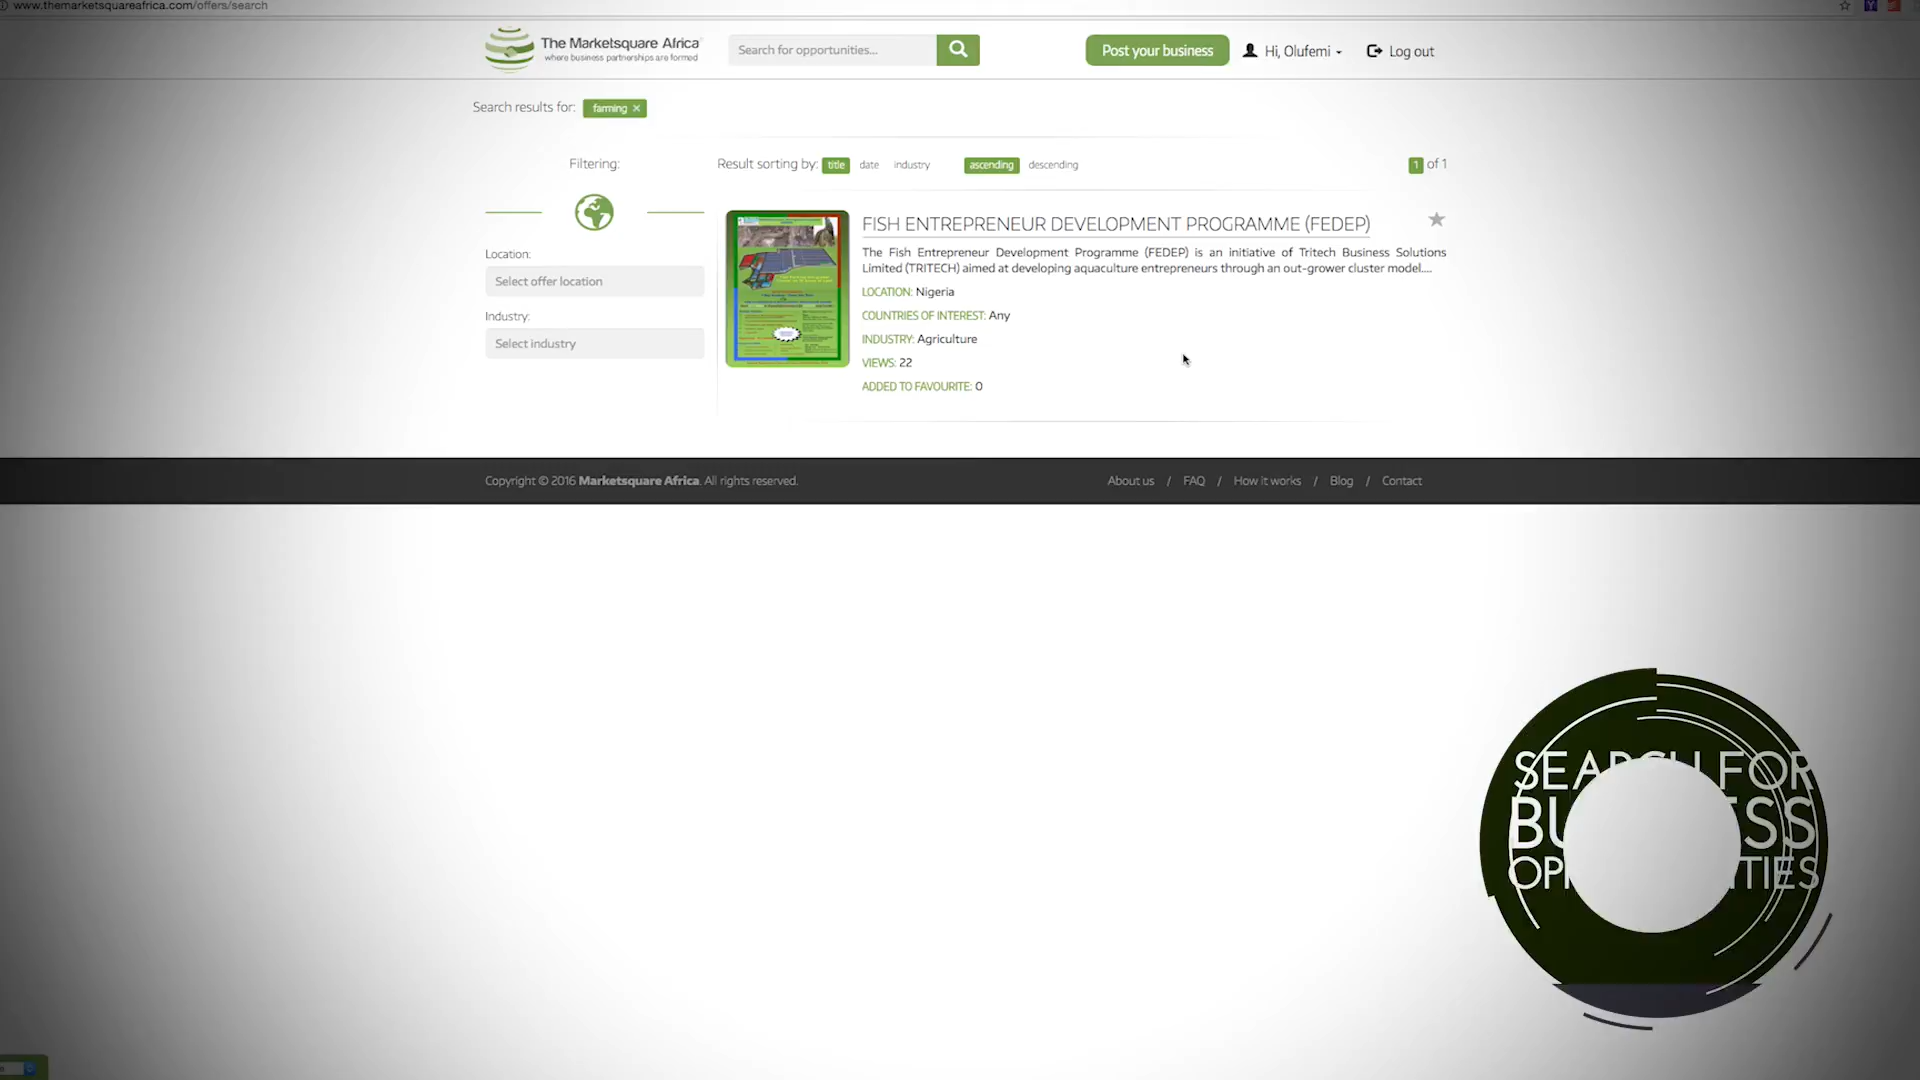 www.themarketsquareafrica.com/offers/search
The Marketsquare Africa
where business partnerships are formed
Search for opportunities...
Post your business
Hi, Olufemi
Log out
Search results for: farming ×
Filtering:
Result sorting by: title date industry ascending descending
1 of 1
Location:
Select offer location
Industry:
Select industry
FISH ENTREPRENEUR DEVELOPMENT PROGRAMME (FEDEP)
The Fish Entrepreneur Development Programme (FEDEP) is an initiative of Tritech Business Solutions
Limited (TRITECH) aimed at developing aquaculture entrepreneurs through an out-grower cluster model....
LOCATION: Nigeria
COUNTRIES OF INTEREST: Any
INDUSTRY: Agriculture
VIEWS: 22
ADDED TO FAVOURITE: 0
Copyright © 2016 Marketsquare Africa. All rights reserved.
About us / FAQ / How it works / Blog / Contact
FOR